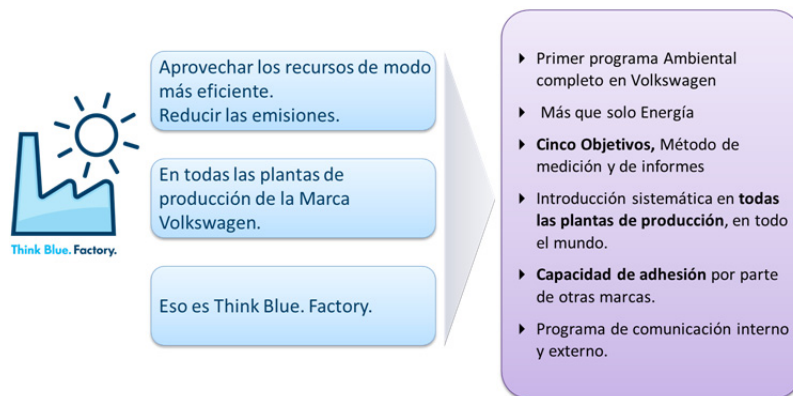 Think Blue. Factory.
Aprovechar los recursos de modo
más eficiente.
Reducir las emisiones.
En todas las plantas de
producción de la Marca
Volkswagen.
Eso es Think Blue. Factory.
Primer programa Ambiental
completo en Volkswagen
Más que solo Energía
Cinco Objetivos, Método de
medición y de informes
Introducción sistemática en todas
las plantas de producción, en todo
el mundo.
Capacidad de adhesión por parte
de otras marcas.
Programa de comunicación interno
y externo.